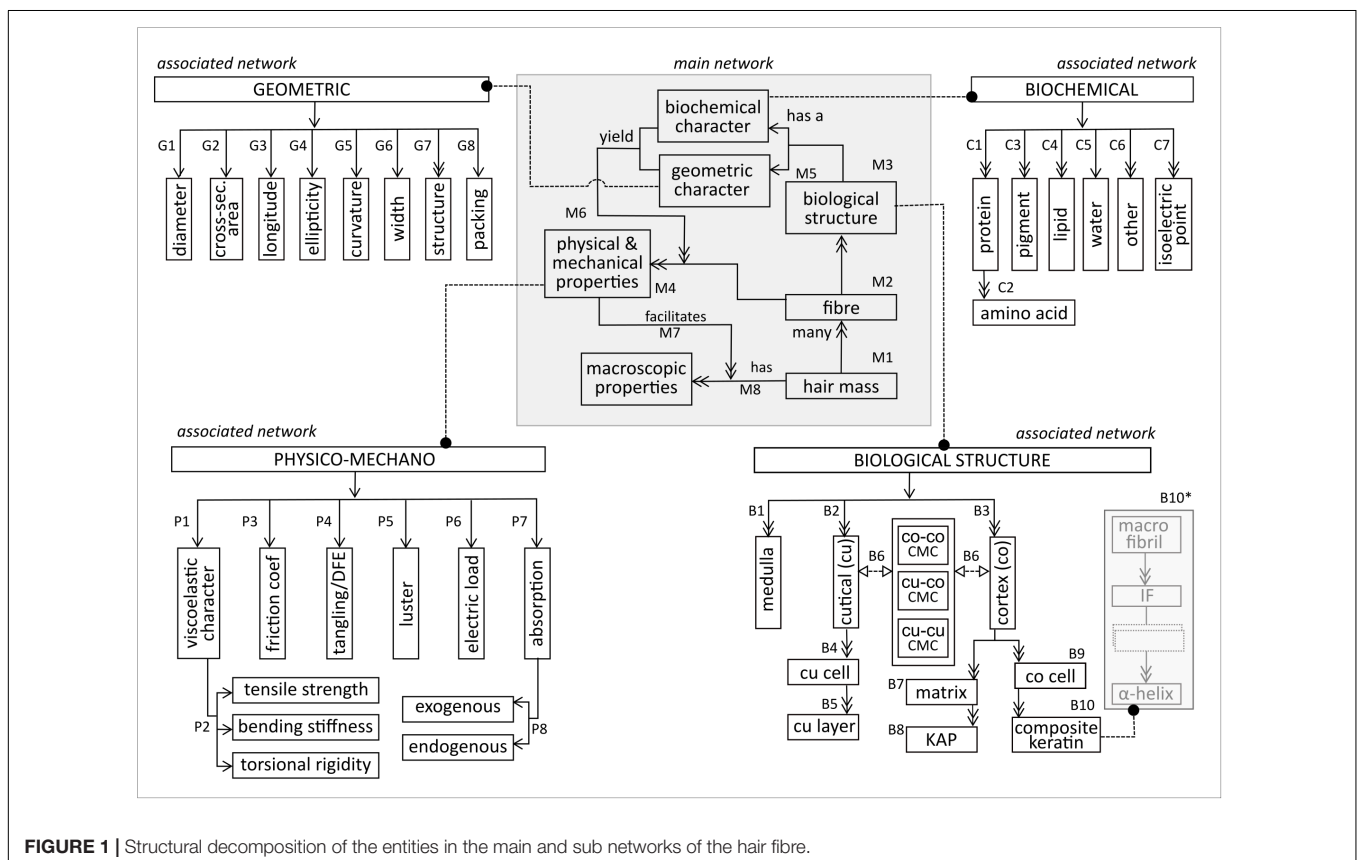 associated network
GEOMETRIC
G1
G2
G3
G4
G5
G6
G7
G8
diameter
cross-sec.
area
longitude
ellipticity
curvature
width
structure
packing
main network
biochemical
character
has a
yield
geometric
character
M5
M3
biological
structure
M6
physical &
mechanical
properties
M4
M2
fibre
many
facilitates
M7
M1
macroscopic
properties
has
M8
hair mass
associated network
BIOCHEMICAL
C1
C3
C4
C5
C6
C7
protein
pigment
lipid
water
other
isoelectric
point
C2
amino acid
associated network
PHYSICO-MECHANO
P1
P3
P4
P5
P6
P7
viscoelastic
character
friction coef
tangling/DFE
luster
electric load
absorption
P2
tensile strength
bending stiffness
torsional rigidity
exogenous
endogenous
P8
associated network
BIOLOGICAL STRUCTURE
B1
B2
B3
medulla
cutical (cu)
B6
co-co
CMC
cu-co
CMC
cu-cu
CMC
B6
cortex (co)
B4
cu cell
B5
cu layer
B7
matrix
B8
KAP
B9
co cell
B10
composite
keratin
B10*
macro
fibril
IF
α-helix
FIGURE 1 | Structural decomposition of the entities in the main and sub networks of the hair fibre.